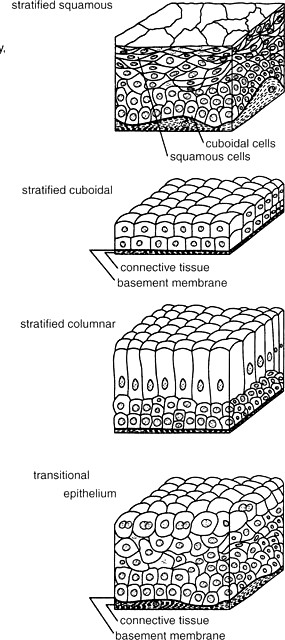 stratified squamous
y,
cuboidal cells
squamous cells
stratified cuboidal
connective tissue
basement membrane
stratified columnar
transitional
epithelium
connective tissue
basement membrane